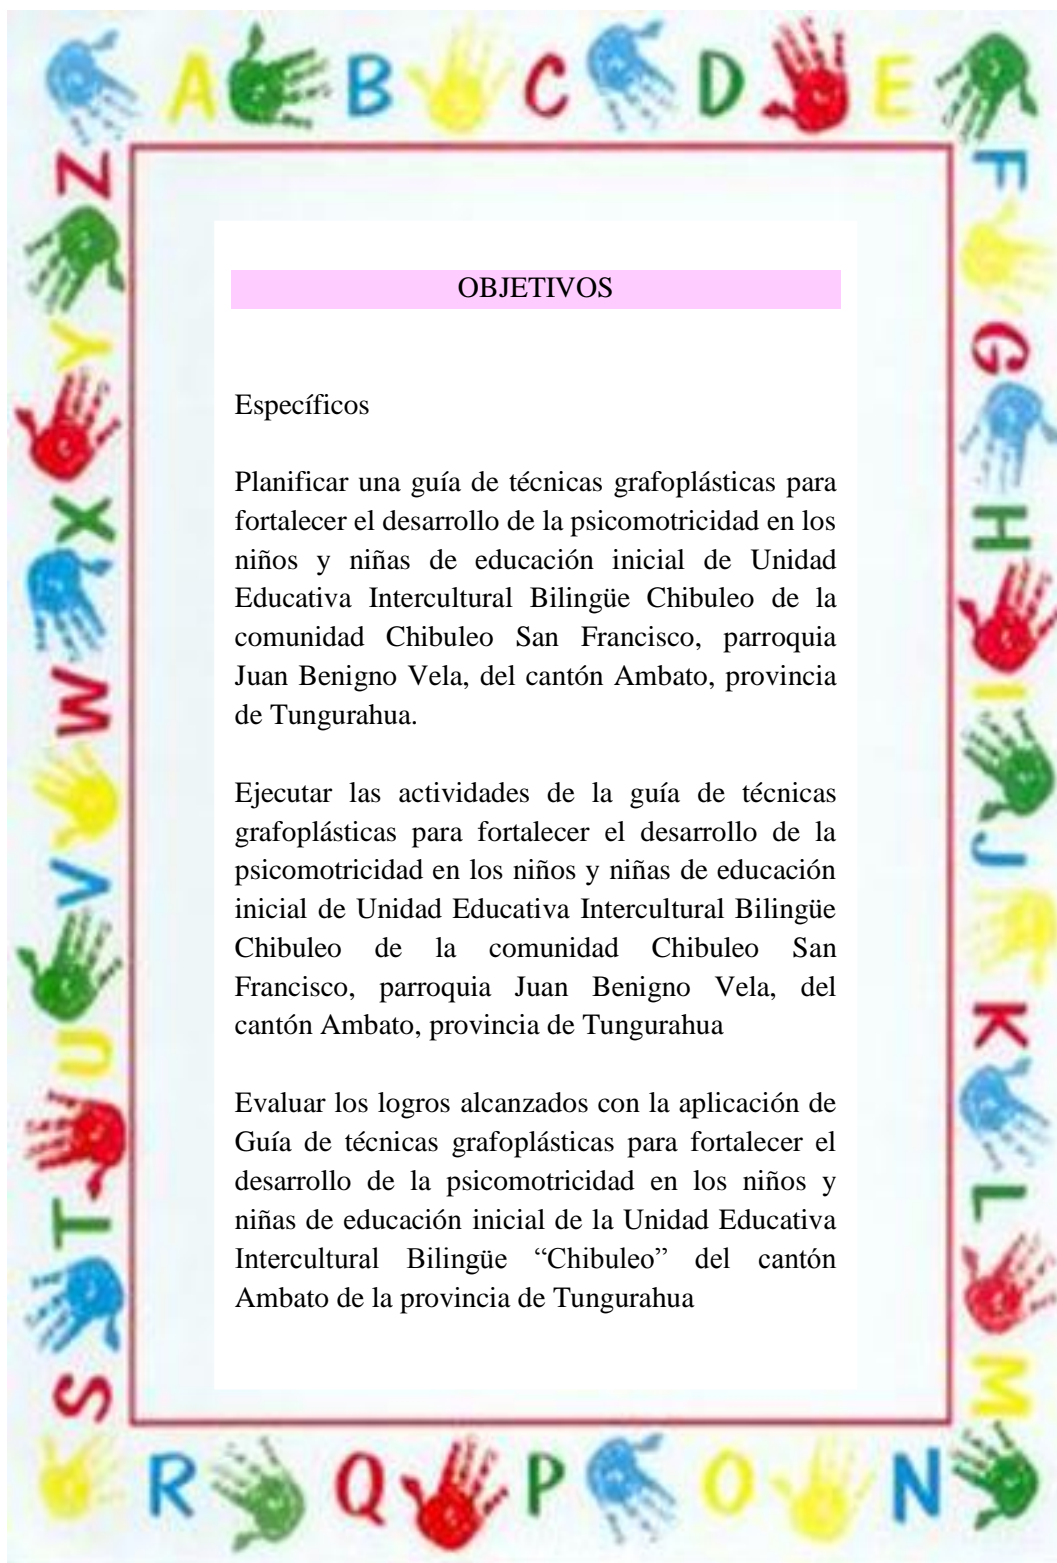 A B C D E
F
G
H
I
J
K
L
M
N
O
P
Q
R
S
T
U
V
W
X
Y
Z
OBJETIVOS
Específicos
Planificar una guía de técnicas grafoplásticas para
fortalecer el desarrollo de la psicomotricidad en los
niños y niñas de educación inicial de Unidad
Educativa Intercultural Bilingüe Chibuleo de la
comunidad Chibuleo San Francisco, parroquia
Juan Benigno Vela, del cantón Ambato, provincia
de Tungurahua.
Ejecutar las actividades de la guía de técnicas
grafoplásticas para fortalecer el desarrollo de la
psicomotricidad en los niños y niñas de educación
inicial de Unidad Educativa Intercultural Bilingüe
Chibuleo de la comunidad Chibuleo San
Francisco, parroquia Juan Benigno Vela, del
cantón Ambato, provincia de Tungurahua
Evaluar los logros alcanzados con la aplicación de
Guía de técnicas grafoplásticas para fortalecer el
desarrollo de la psicomotricidad en los niños y
niñas de educación inicial de la Unidad Educativa
Intercultural Bilingüe “Chibuleo” del cantón
Ambato de la provincia de Tungurahua